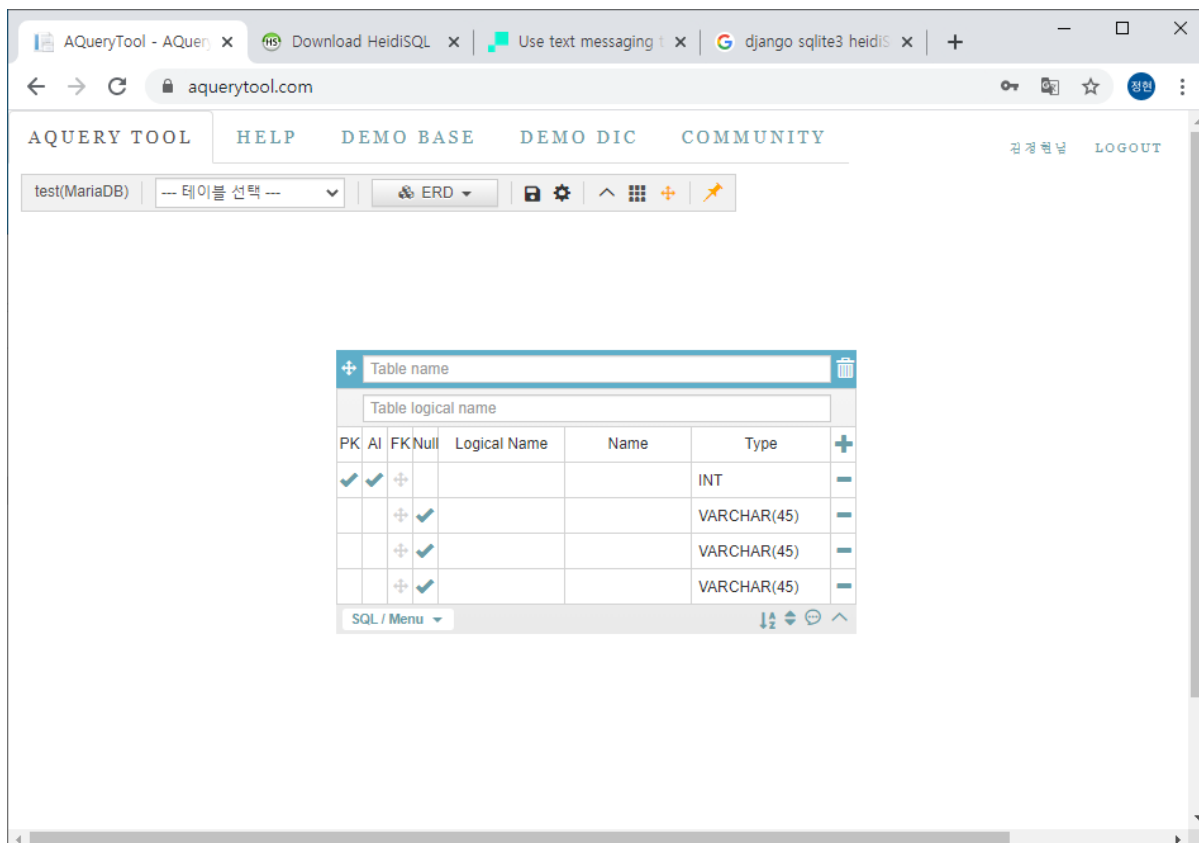 AQueryTool - AQuer
Download HeidiSQL
Use text messaging t
django sqlite3 heidiS
aquerytool.com
정현
AQUERY TOOL
HELP
DEMO BASE
DEMO DIC
COMMUNITY
김정현님
LOGOUT
test(MariaDB)
--- 테이블 선택 ---
ERD
Table name
Table logical name
PK AI FK Null Logical Name Name Type
INT
VARCHAR(45)
VARCHAR(45)
VARCHAR(45)
SQL / Menu